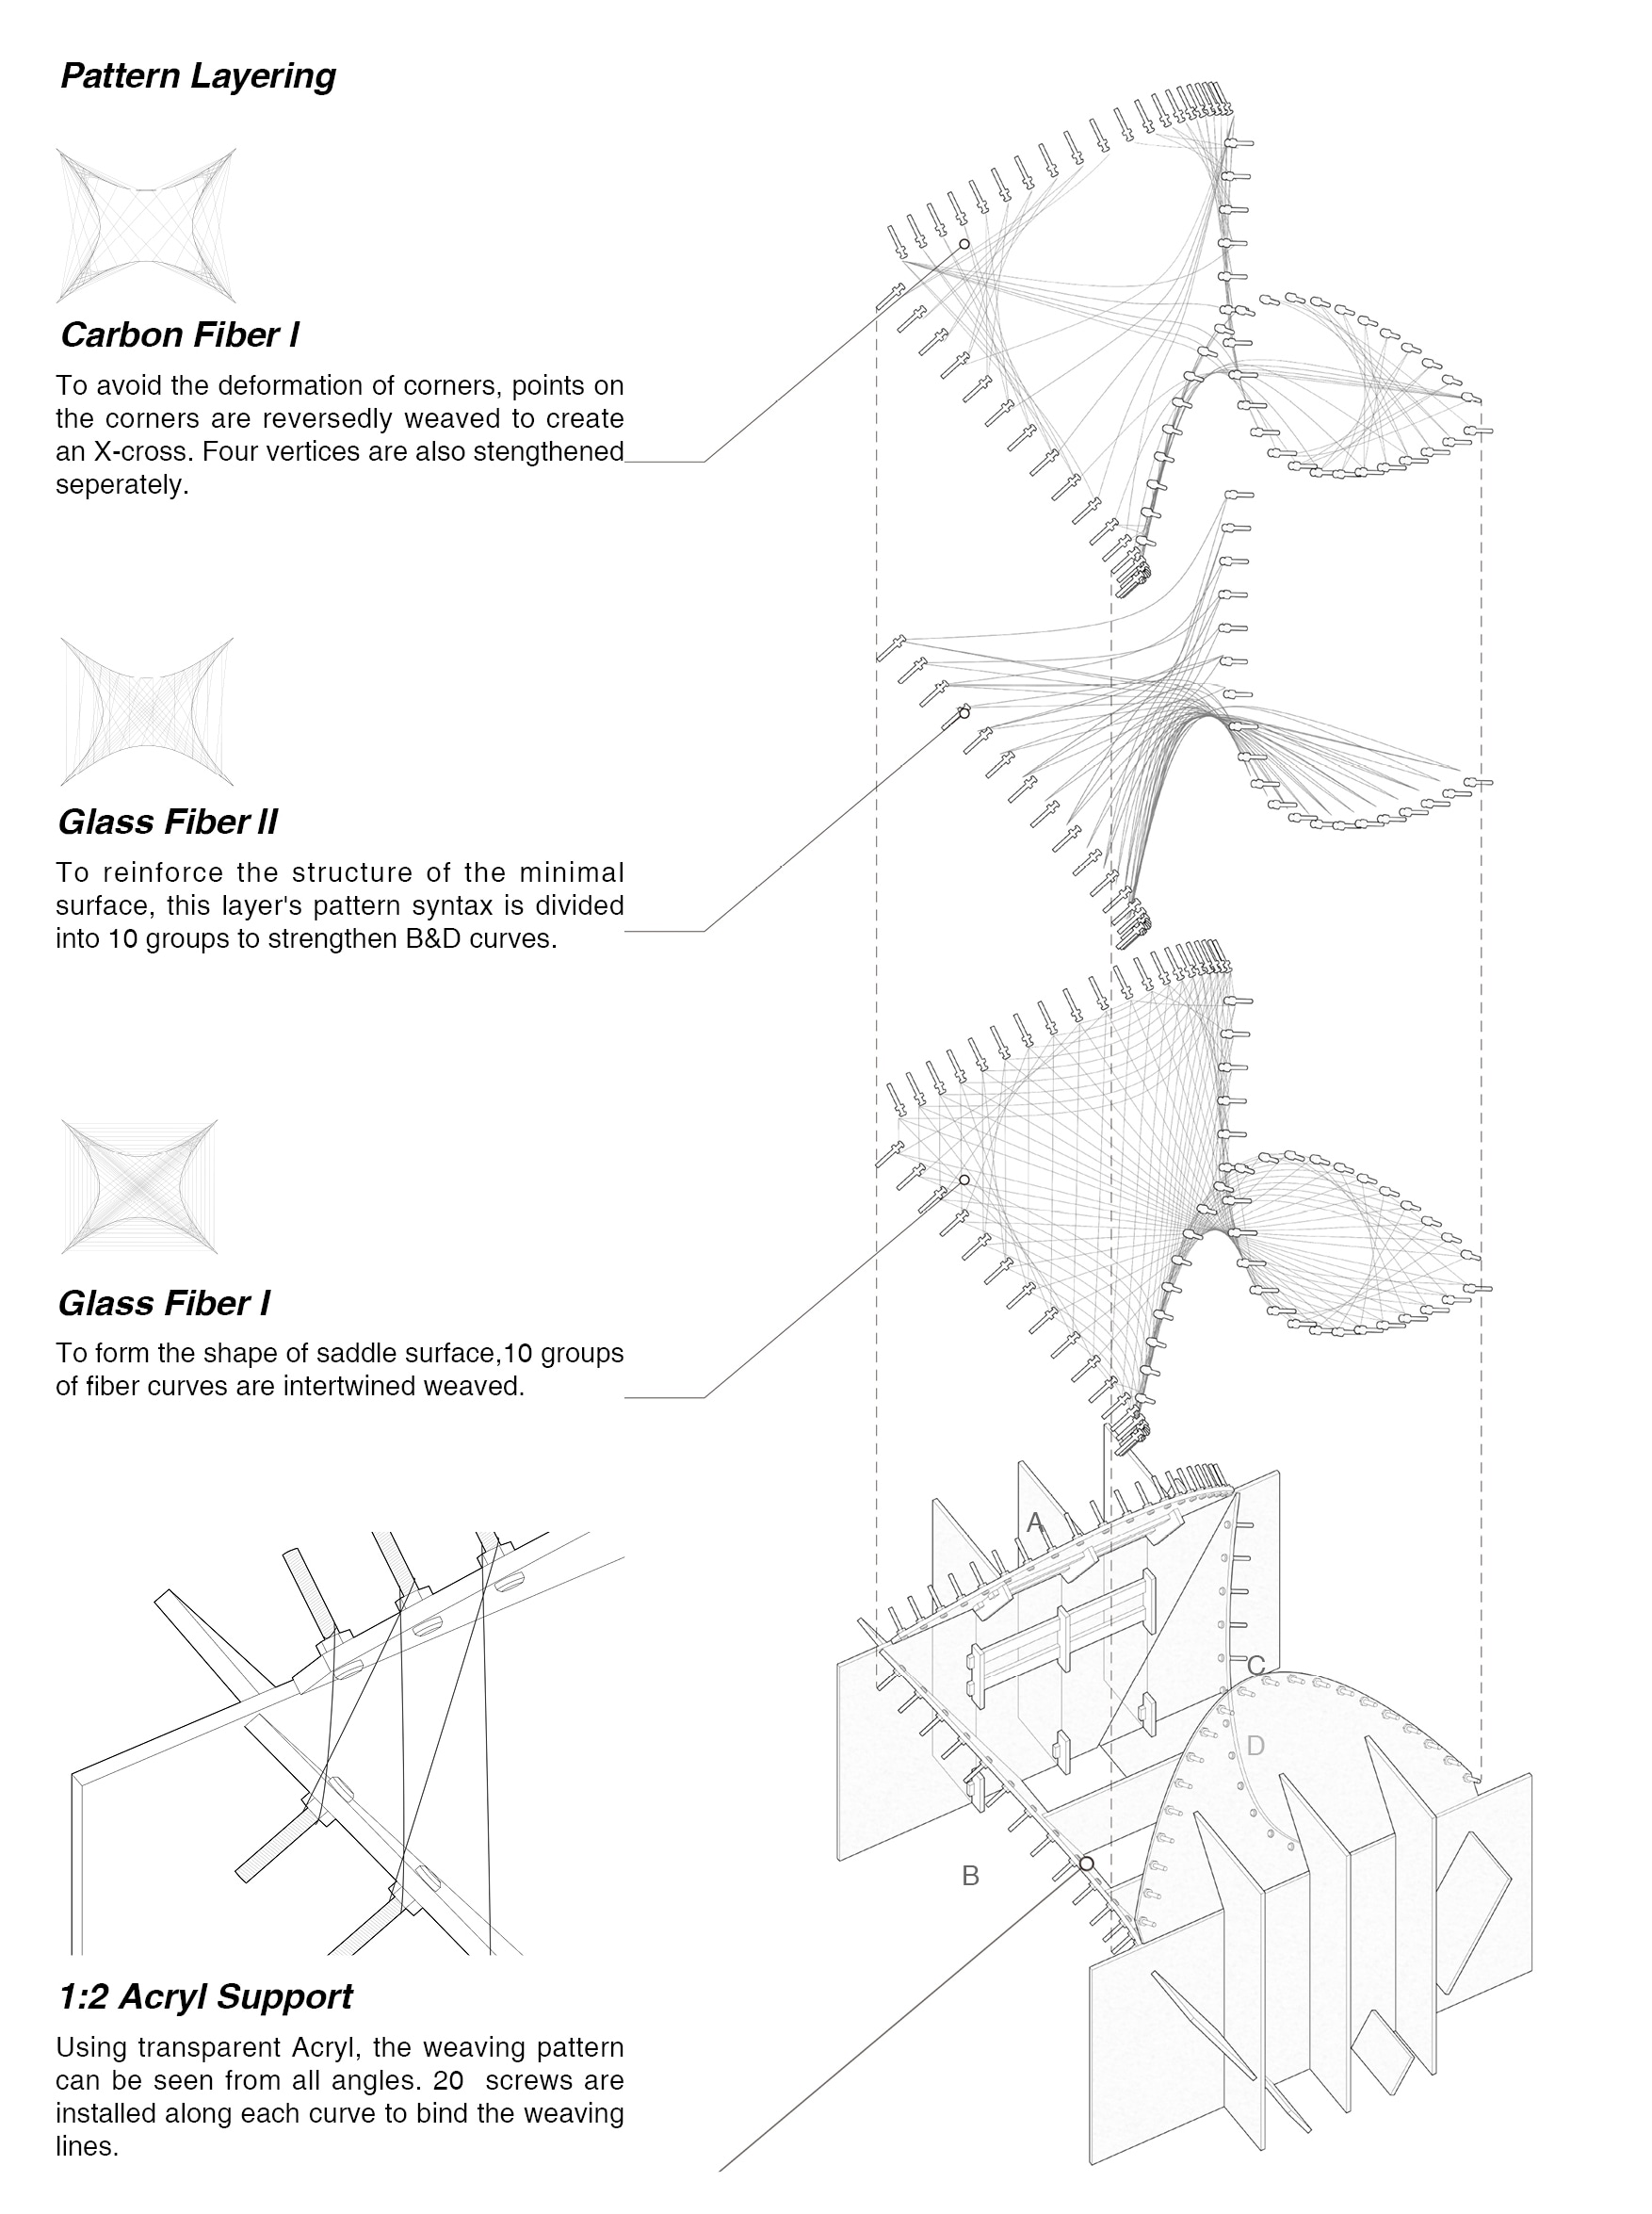 Pattern Layering
Carbon Fiber I
To avoid the deformation of corners, points on
the corners are reversedly weaved to create
an X-cross. Four vertices are also stengthened
seperately.
Glass Fiber II
To reinforce the structure of the minimal
surface, this layer's pattern syntax is divided
into 10 groups to strengthen B&D curves.
Glass Fiber I
To form the shape of saddle surface,10 groups
of fiber curves are intertwined weaved.
A
C
D
B
1:2 Acryl Support
Using transparent Acryl, the weaving pattern
can be seen from all angles. 20 screws are
installed along each curve to bind the weaving
lines.